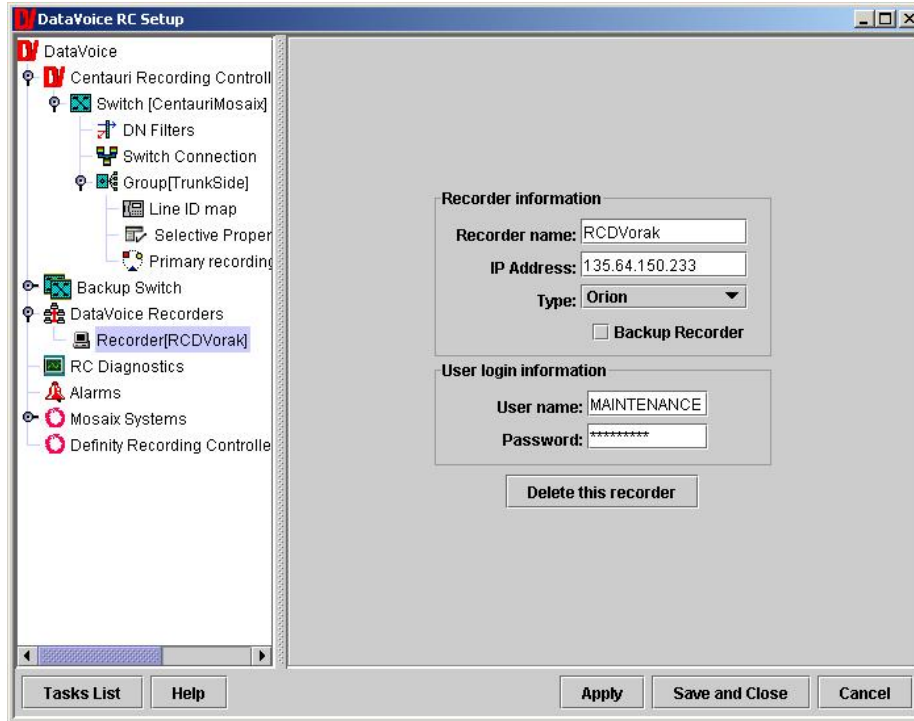 DataVoice RC Setup
DataVoice
Centauri Recording Controll
Switch [CentauriMosaix]
DN Filters
Switch Connection
Group[TrunkSide]
Line ID map
Selective Proper
Primary recording
Backup Switch
DataVoice Recorders
Recorder[RCDVorak]
RC Diagnostics
Alarms
Mosaix Systems
Definity Recording Controlle
Recorder information
Recorder name: RCDVorak
IP Address: 135.64.150.233
Type: Orion
Backup Recorder
User login information
User name: MAINTENANCE
Password: *********
Delete this recorder
Tasks List Help Apply Save and Close Cancel